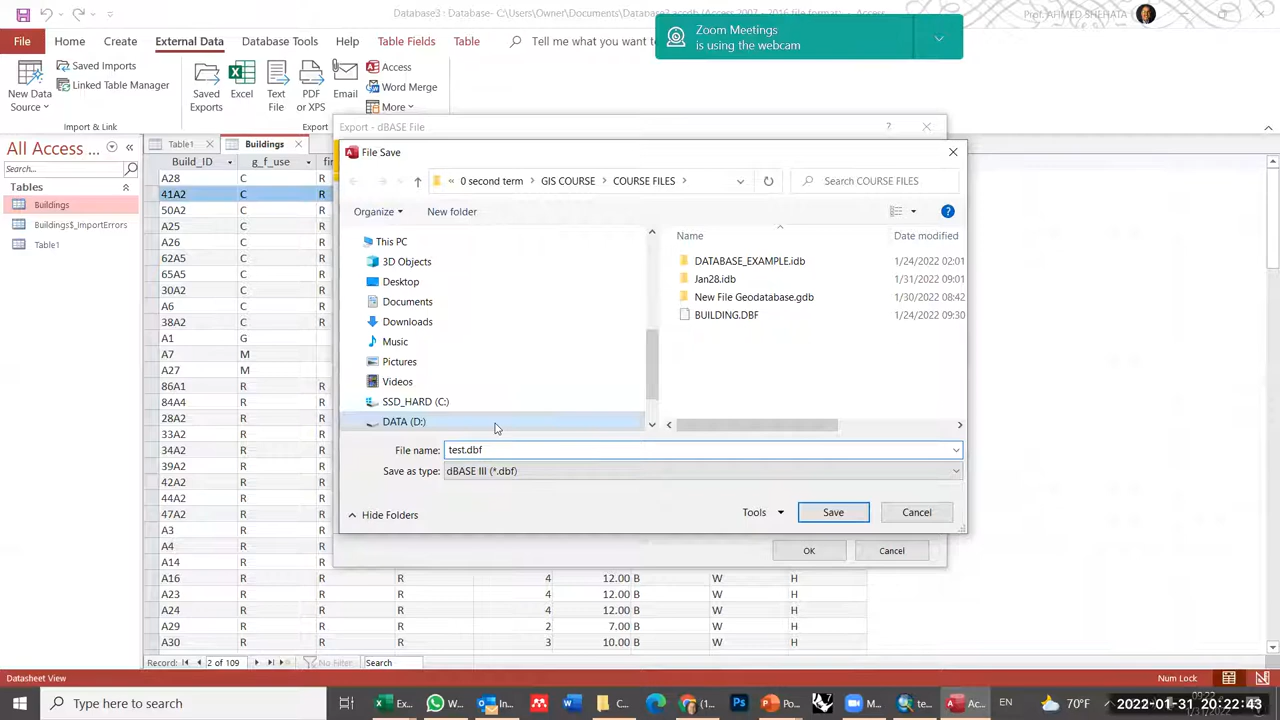 Database3 : Database- C:\Users\Owner\Documents\Database3.accdb (Access 2007 - 2016 file format) - Access
Prof. AHMED SHEHATA
Zoom Meetings
is using the webcam
File Home Create External Data Database Tools Help Table Fields Table Tell me what you want to
New Data Source
Saved Imports
Linked Table Manager
Import & Link
Saved Exports
Excel
Text File
PDF or XPS
Email
Access
Word Merge
More
Export
All Access ...
Search...
Tables
Buildings
Buildings$_ImportErrors
Table1
Table1 Buildings
Build_ID g_f_use
A28 C
41A2 C R
50A2 C R
A25 C R
A26 C R
62A5 C R
65A5 C R
30A2 C R
A6 C R
38A2 C R
A1 G
A7 M
A27 M
86A1 R R
84A4 R R
28A2 R R
33A2 R R
34A2 R R
39A2 R R
42A2 R R
44A2 R R
47A2 R R
A3 R R
A4 R R
A14 R R
A16 R R R 4 12.00 B W H
A23 R R R 4 12.00 B W H
A24 R R R 4 12.00 B W H
A29 R R R 2 7.00 B W H
A30 R R R 3 10.00 B W H
Export - dBASE File
?
File Save
« 0 second term GIS COURSE COURSE FILES
Search COURSE FILES
Organize New folder
This PC
3D Objects
Desktop
Documents
Downloads
Music
Pictures
Videos
SSD_HARD (C:)
DATA (D:)
Name Date modified
DATABASE_EXAMPLE.idb 1/24/2022 02:01
Jan28.idb 1/31/2022 09:01
New File Geodatabase.gdb 1/30/2022 08:42
BUILDING.DBF 1/24/2022 09:30
File name: test.dbf
Save as type: dBASE III (*.dbf)
Hide Folders
Tools Save Cancel
OK Cancel
Record: 2 of 109 No Filter Search
Datasheet View
Num Lock
Type here to search
Exc... W... In... W... C... (1... Po... M... te... Ac...
EN
70°F
2022-01-31 20:22:43